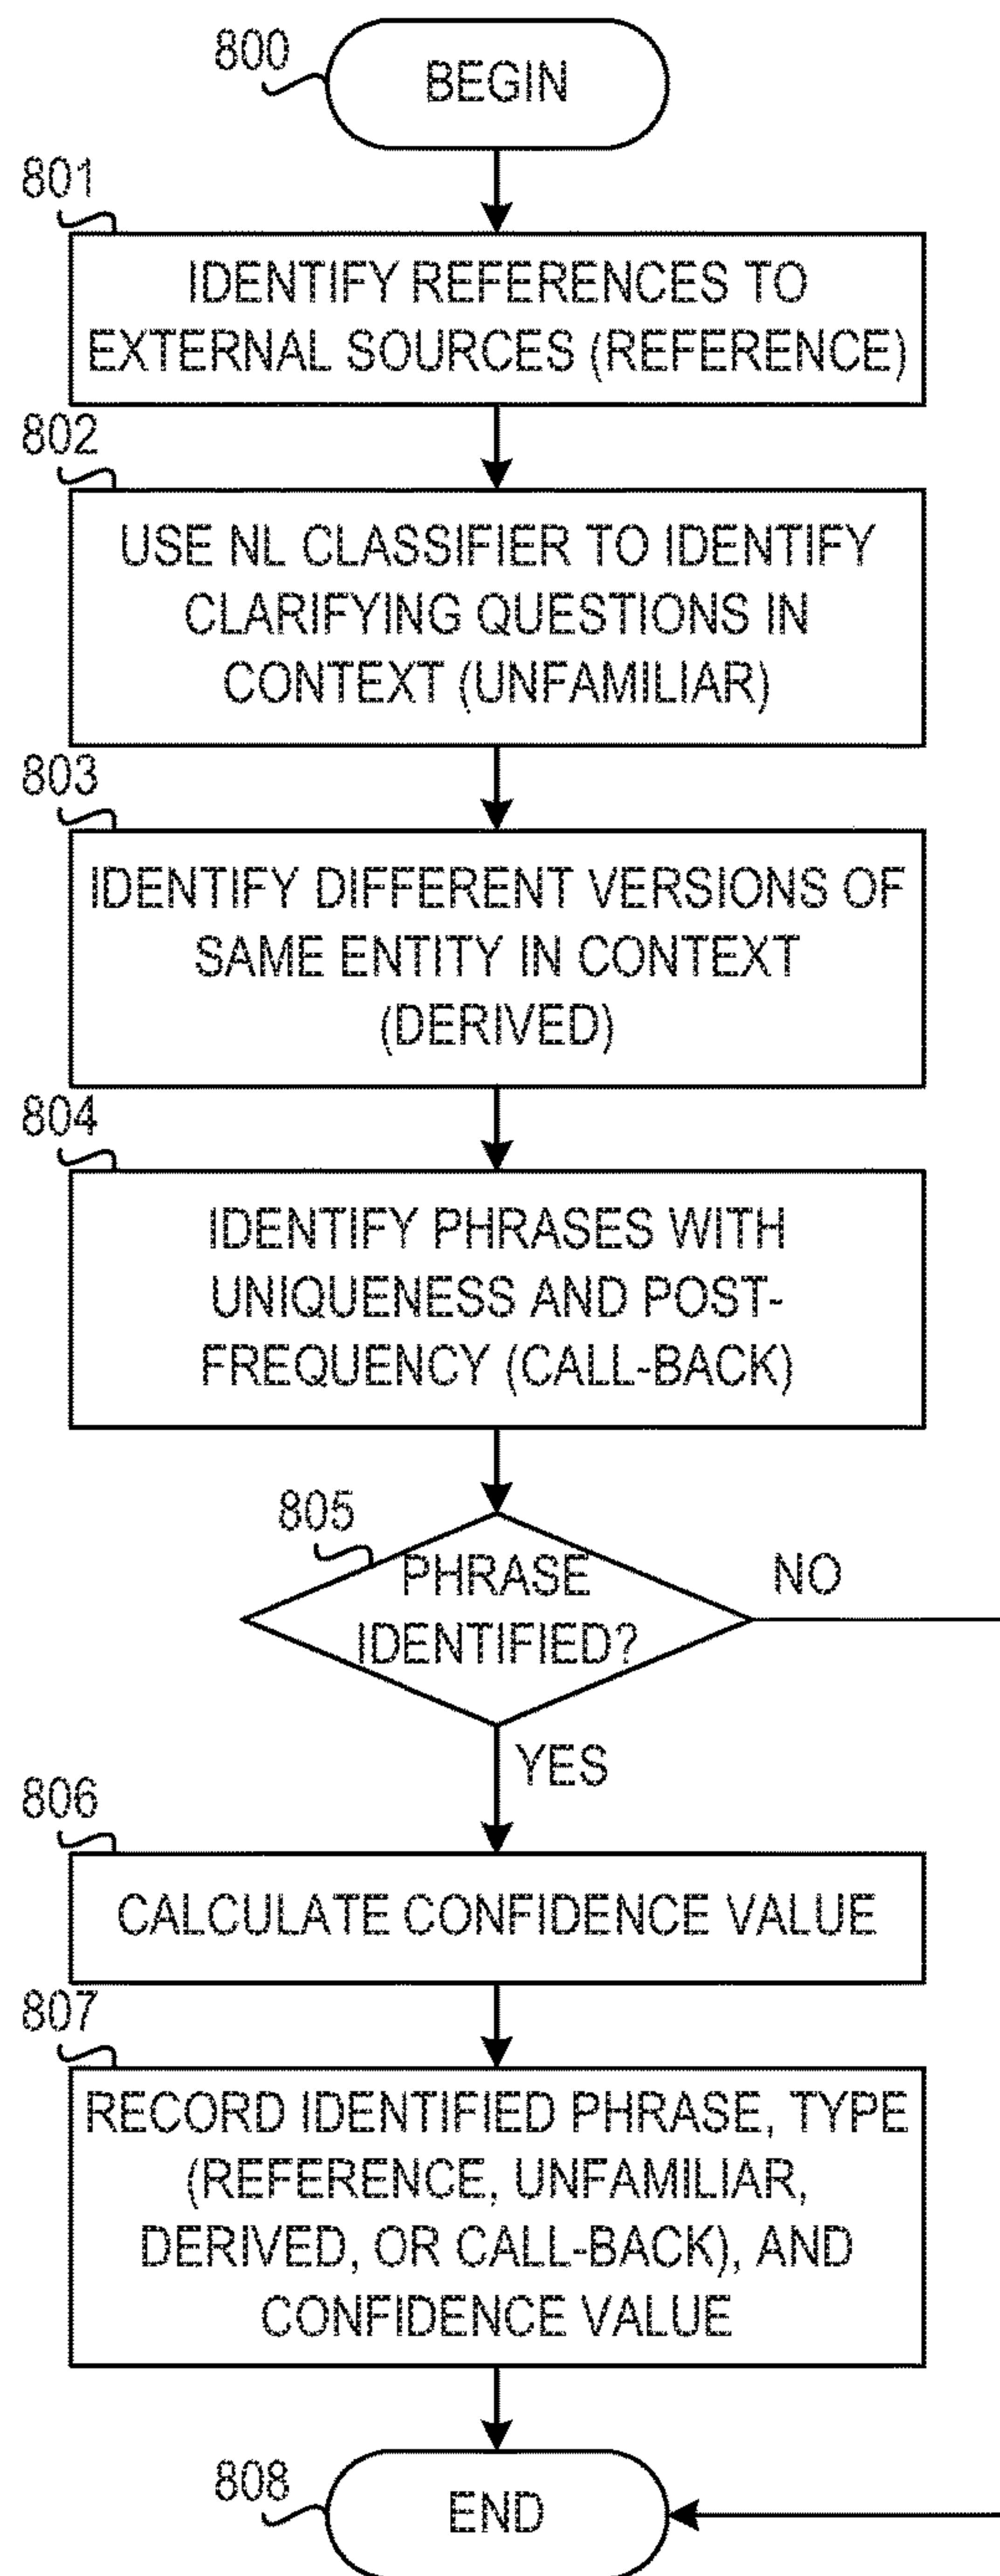 800
BEGIN
801
IDENTIFY REFERENCES TO
EXTERNAL SOURCES (REFERENCE)
802
USE NL CLASSIFIER TO IDENTIFY
CLARIFYING QUESTIONS IN
CONTEXT (UNFAMILIAR)
803
IDENTIFY DIFFERENT VERSIONS OF
SAME ENTITY IN CONTEXT
(DERIVED)
804
IDENTIFY PHRASES WITH
UNIQUENESS AND POST-
FREQUENCY (CALL-BACK)
805
PHRASE
IDENTIFIED?
NO
YES
806
CALCULATE CONFIDENCE VALUE
807
RECORD IDENTIFIED PHRASE, TYPE
(REFERENCE, UNFAMILIAR,
DERIVED, OR CALL-BACK), AND
CONFIDENCE VALUE
808
END